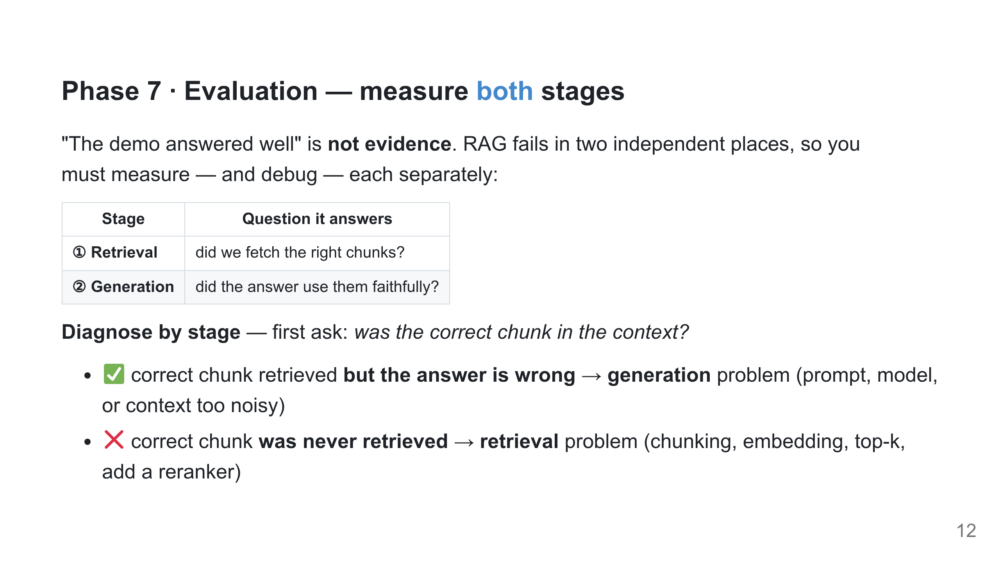 Phase 7 · Evaluation — measure both stages
"The demo answered well" is not evidence. RAG fails in two independent places, so you
must measure — and debug — each separately:
Stage Question it answers
① Retrieval did we fetch the right chunks?
② Generation did the answer use them faithfully?
Diagnose by stage — first ask: was the correct chunk in the context?
• ✅ correct chunk retrieved but the answer is wrong → generation problem (prompt, model,
or context too noisy)
• ❌ correct chunk was never retrieved → retrieval problem (chunking, embedding, top-k,
add a reranker)
12